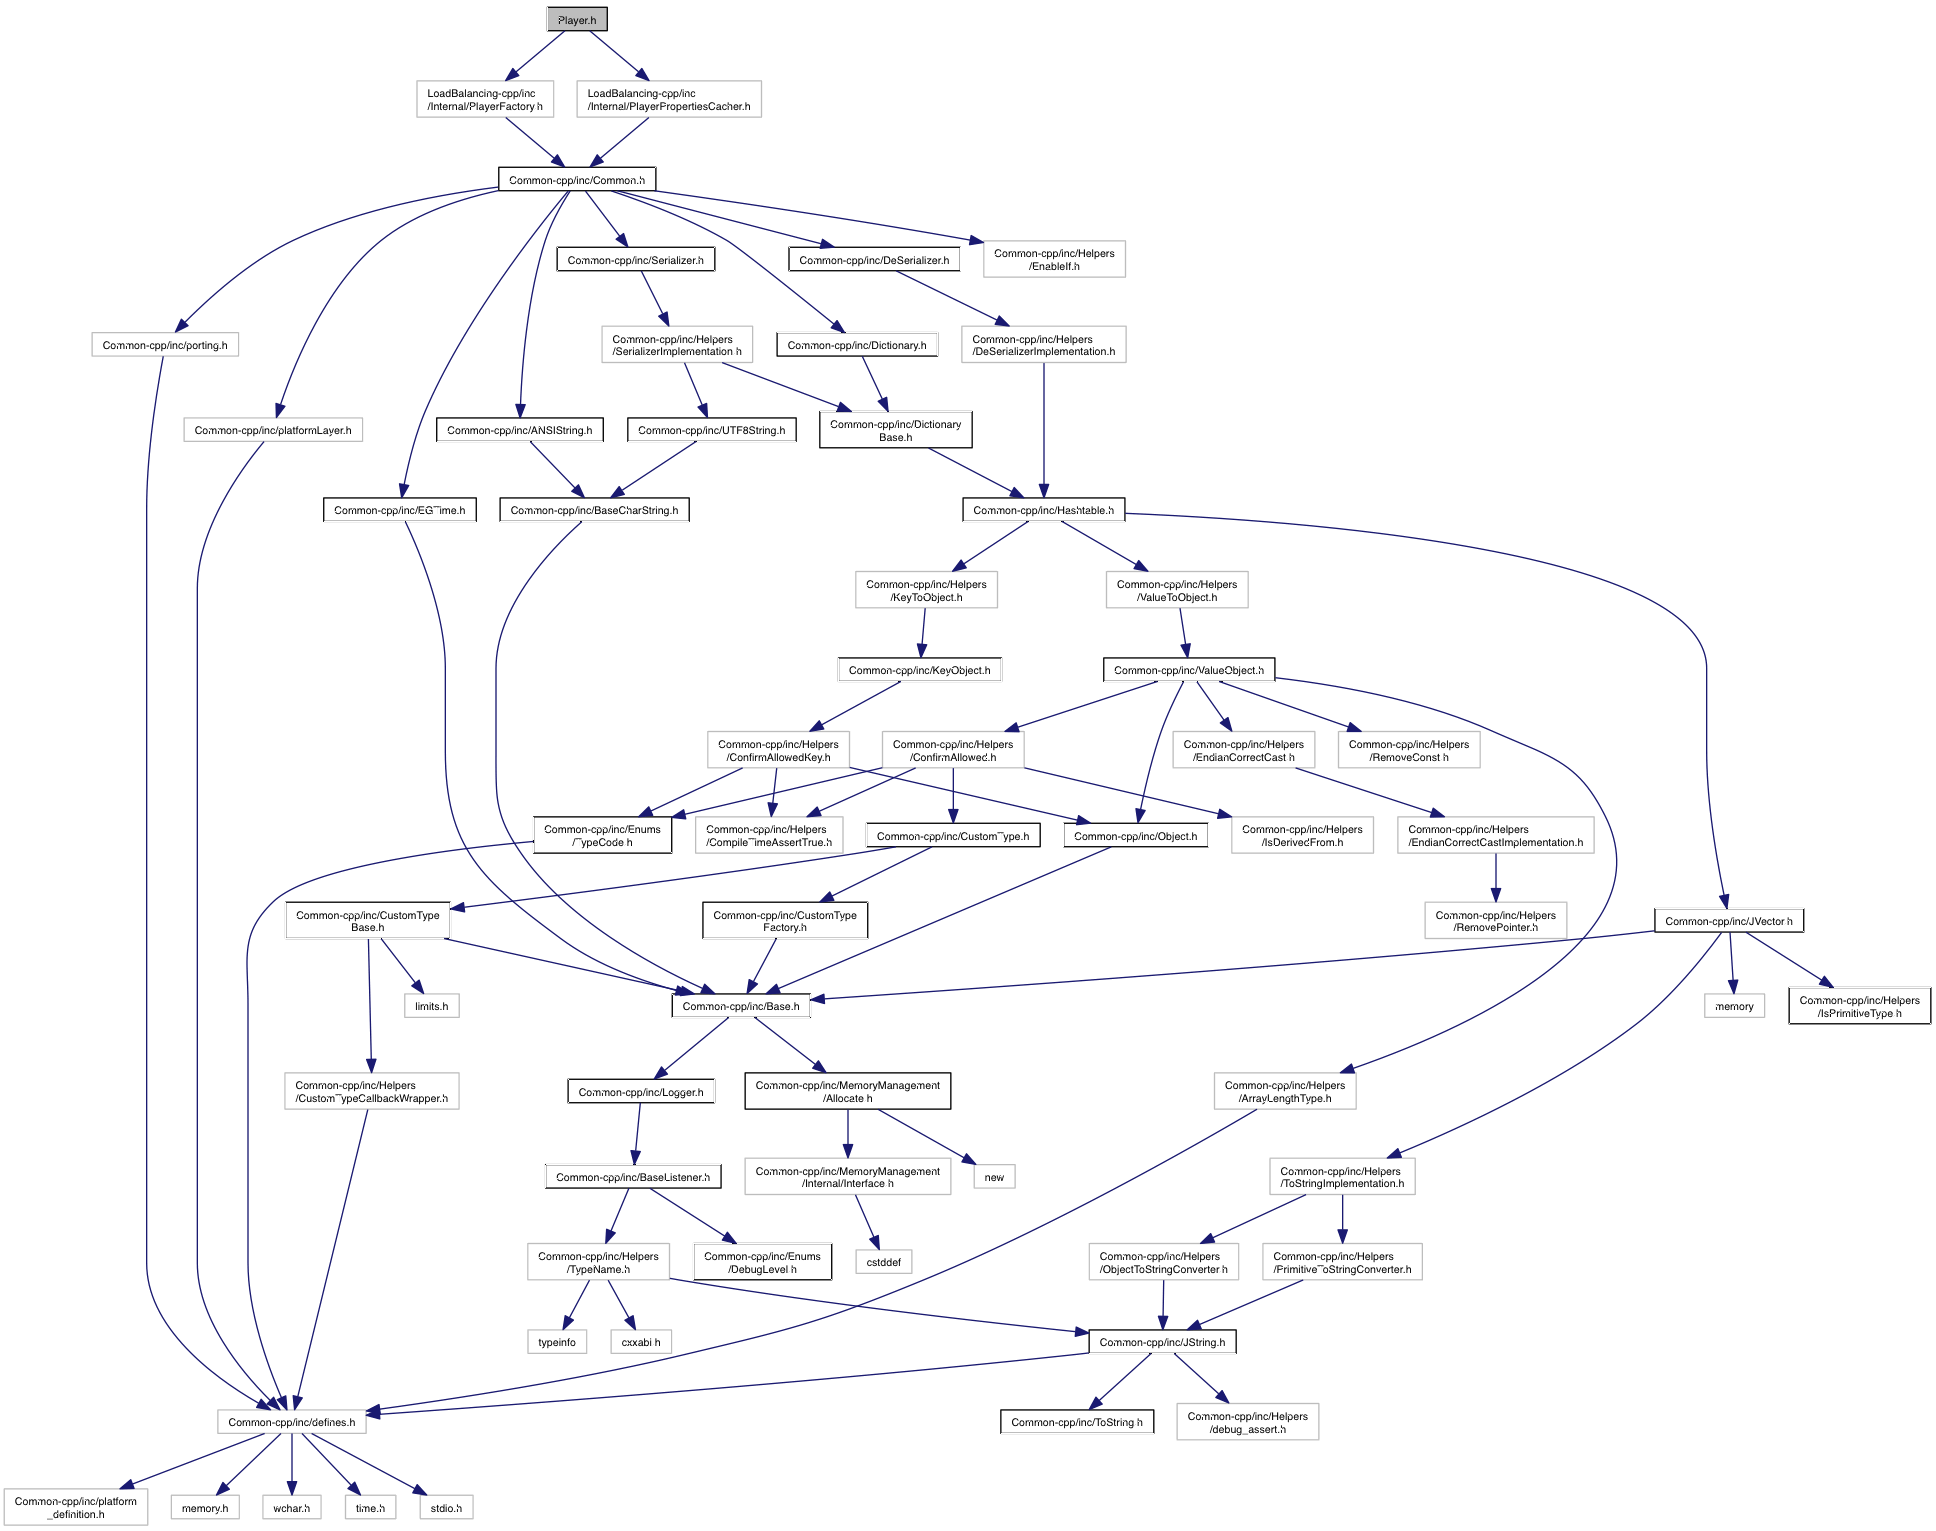 Player.h
LoadBalancing-cpp/inc
/Internal/PlayerFactory.h
LoadBalancing-cpp/inc
/Internal/PlayerPropertiesCacher.h
Common-cpp/inc/Common.h
Common-cpp/inc/Serializer.h
Common-cpp/inc/DeSerializer.h
Common-cpp/inc/Helpers
/EnableIf.h
Common-cpp/inc/porting.h
Common-cpp/inc/Helpers
/SerializerImplementation.h
Common-cpp/inc/Dictionary.h
Common-cpp/inc/Helpers
/DeSerializerImplementation.h
Common-cpp/inc/platformLayer.h
Common-cpp/inc/ANSIString.h
Common-cpp/inc/UTF8String.h
Common-cpp/inc/Dictionary
Base.h
Common-cpp/inc/EGTime.h
Common-cpp/inc/BaseCharString.h
Common-cpp/inc/Hashtable.h
Common-cpp/inc/Helpers
/KeyToObject.h
Common-cpp/inc/Helpers
/ValueToObject.h
Common-cpp/inc/KeyObject.h
Common-cpp/inc/ValueObject.h
Common-cpp/inc/Helpers
/ConfirmAllowedKey.h
Common-cpp/inc/Helpers
/ConfirmAllowed.h
Common-cpp/inc/Helpers
/EndianCorrectCast.h
Common-cpp/inc/Helpers
/RemoveConst.h
Common-cpp/inc/Enums
/TypeCode.h
Common-cpp/inc/Helpers
/CompileTimeAssertTrue.h
Common-cpp/inc/CustomType.h
Common-cpp/inc/Object.h
Common-cpp/inc/Helpers
/IsDerivedFrom.h
Common-cpp/inc/Helpers
/EndianCorrectCastImplementation.h
Common-cpp/inc/CustomType
Base.h
Common-cpp/inc/CustomType
Factory.h
Common-cpp/inc/Helpers
/RemovePointer.h
Common-cpp/inc/JVector.h
limits.h
Common-cpp/inc/Base.h
memory
Common-cpp/inc/Helpers
/IsPrimitiveType.h
Common-cpp/inc/Helpers
/CustomTypeCallbackWrapper.h
Common-cpp/inc/Logger.h
Common-cpp/inc/MemoryManagement
/Allocate.h
Common-cpp/inc/Helpers
/ArrayLengthType.h
Common-cpp/inc/BaseListener.h
Common-cpp/inc/MemoryManagement
/Internal/Interface.h
new
Common-cpp/inc/Helpers
/ToStringImplementation.h
Common-cpp/inc/Helpers
/TypeName.h
Common-cpp/inc/Enums
/DebugLevel.h
cstddef
Common-cpp/inc/Helpers
/ObjectToStringConverter.h
Common-cpp/inc/Helpers
/PrimitiveToStringConverter.h
typeinfo
cxxabi.h
Common-cpp/inc/JString.h
Common-cpp/inc/defines.h
Common-cpp/inc/ToString.h
Common-cpp/inc/Helpers
/debug_assert.h
Common-cpp/inc/platform
_definition.h
memory.h
wchar.h
time.h
stdio.h